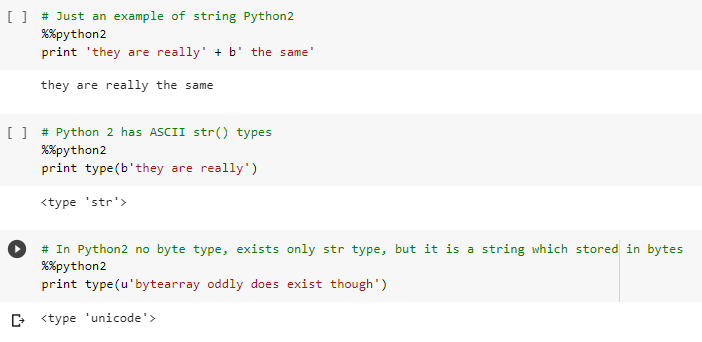 [ ] # Just an example of string Python2
%%python2
print 'they are really' + b' the same'
they are really the same
[ ] # Python 2 has ASCII str() types
%%python2
print type(b'they are really')
<type 'str'>
# In Python2 no byte type, exists only str type, but it is a string which stored in bytes
%%python2
print type(u'bytearray oddly does exist though')
<type 'unicode'>